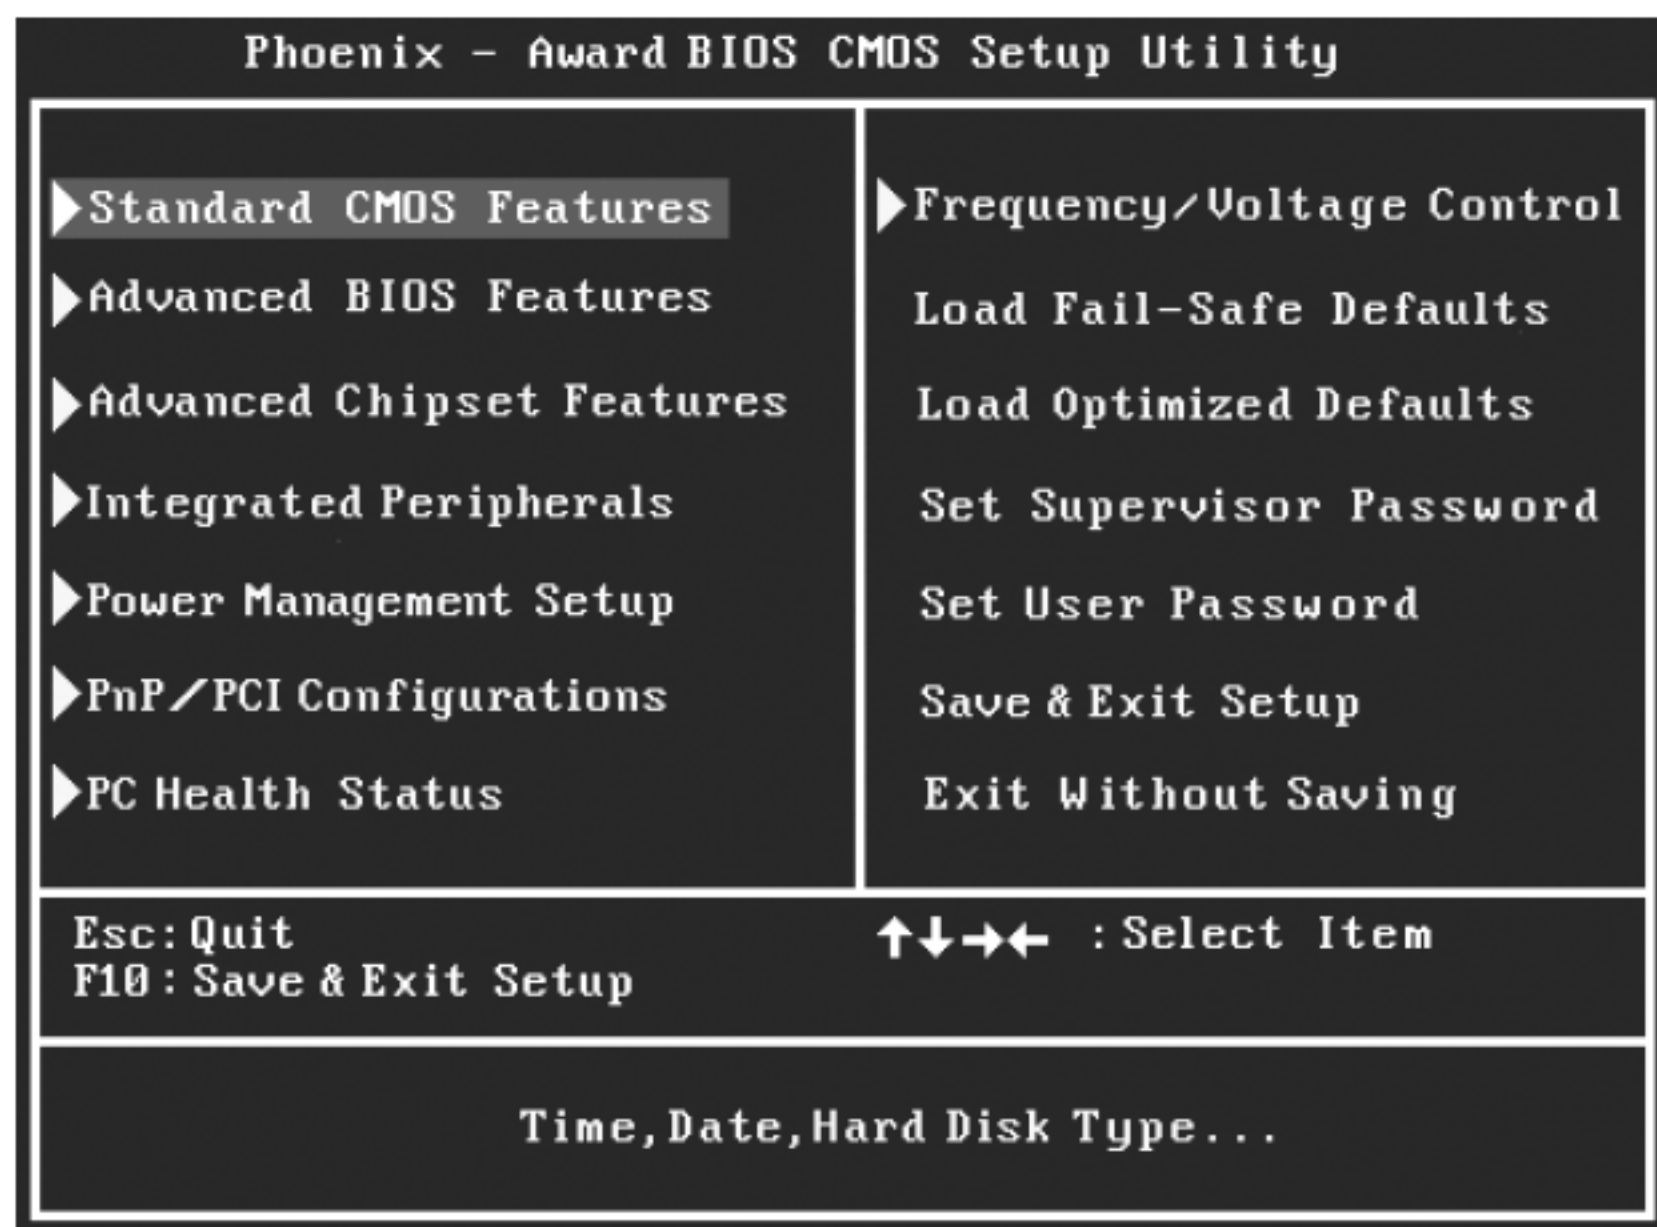 Phoenix - Award BIOS CMOS Setup Utility
Standard CMOS Features
Advanced BIOS Features
Advanced Chipset Features
Integrated Peripherals
Power Management Setup
PnP/PCI Configurations
PC Health Status
Frequency/Voltage Control
Load Fail-Safe Defaults
Load Optimized Defaults
Set Supervisor Password
Set User Password
Save & Exit Setup
Exit Without Saving
Esc:Quit
F10:Save & Exit Setup
↑↓→← :Select Item
Time,Date,Hard Disk Type...